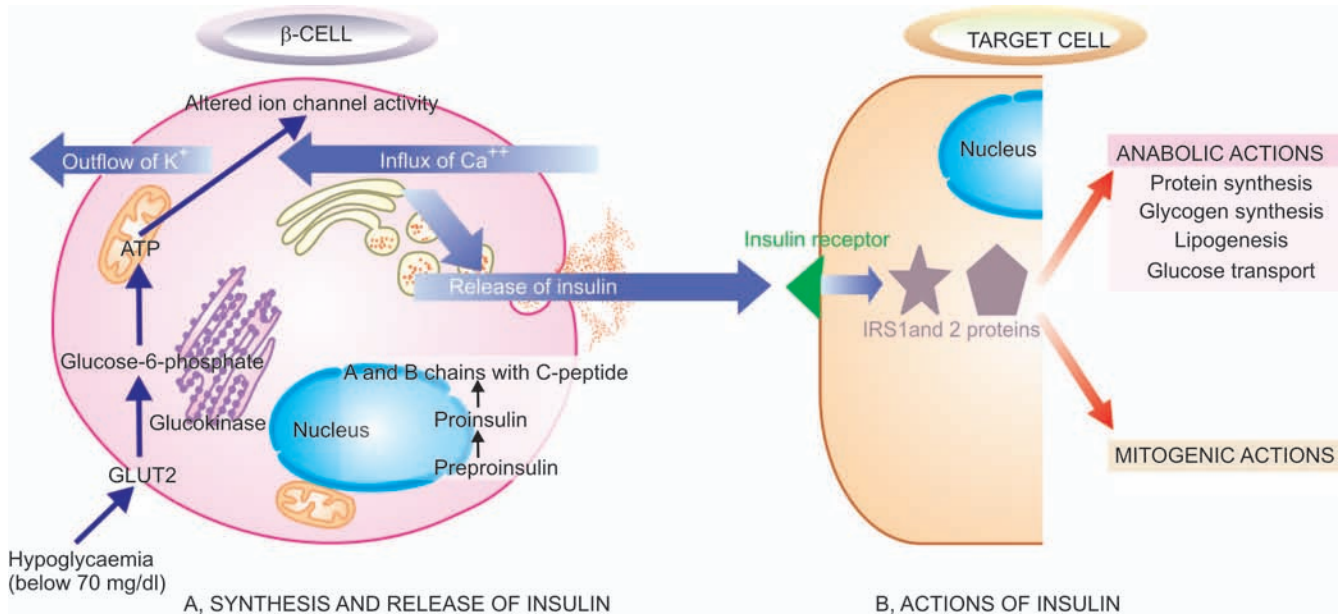 β-CELL
Altered ion channel activity
Outflow of K+
Influx of Ca++
ATP
Release of insulin
Glucose-6-phosphate
Glucokinase
A and B chains with C-peptide
Proinsulin
Preproinsulin
Nucleus
GLUT2
Hypoglycaemia
(below 70 mg/dl)
A, SYNTHESIS AND RELEASE OF INSULIN
TARGET CELL
Nucleus
Insulin receptor
IRS1and 2 proteins
ANABOLIC ACTIONS
Protein synthesis
Glycogen synthesis
Lipogenesis
Glucose transport
MITOGENIC ACTIONS
B, ACTIONS OF INSULIN